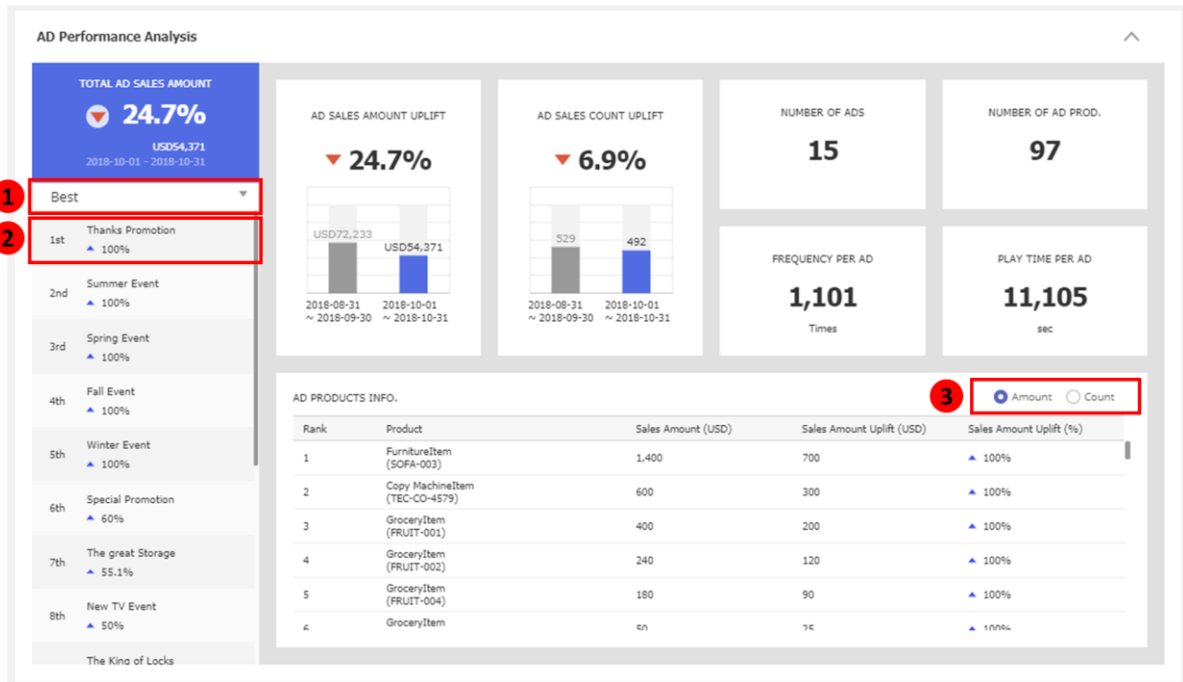 AD Performance Analysis
TOTAL AD SALES AMOUNT
24.7%
USD54,371
2018-10-01 - 2018-10-31
1
Best
2
1st
Thanks Promotion
100%
2nd
Summer Event
100%
3rd
Spring Event
100%
4th
Fall Event
100%
5th
Winter Event
100%
6th
Special Promotion
60%
7th
The great Storage
55.1%
8th
New TV Event
50%
The King of Locks
AD SALES AMOUNT UPLIFT
24.7%
USD72,233
USD54,371
2018-08-31 2018-10-01
~ 2018-09-30 ~ 2018-10-31
AD SALES COUNT UPLIFT
6.9%
529
492
2018-08-31 2018-10-01
~ 2018-09-30 ~ 2018-10-31
NUMBER OF ADS
15
NUMBER OF AD PROD.
97
FREQUENCY PER AD
1,101
Times
PLAY TIME PER AD
11,105
sec
AD PRODUCTS INFO.
3
Amount Count
Rank Product Sales Amount (USD) Sales Amount Uplift (USD) Sales Amount Uplift (%)
1 FurnitureItem 1,400 700 100%
(SOFA-003)
2 Copy MachineItem 600 300 100%
(TEC-CO-4579)
3 GroceryItem 400 200 100%
(FRUIT-001)
4 GroceryItem 240 120 100%
(FRUIT-002)
5 GroceryItem 180 90 100%
(FRUIT-004)
6 GroceryItem 50 25 100%